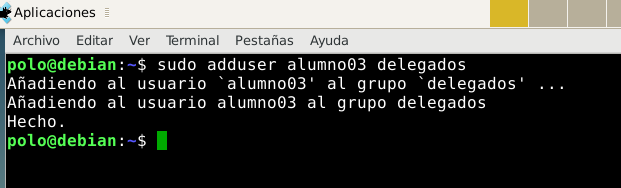 Aplicaciones
Archivo Editar Ver Terminal Pestañas Ayuda
polo@debian:~$ sudo adduser alumno03 delegados
Añadiendo al usuario `alumno03' al grupo `delegados' ...
Añadiendo al usuario alumno03 al grupo delegados
Hecho.
polo@debian:~$